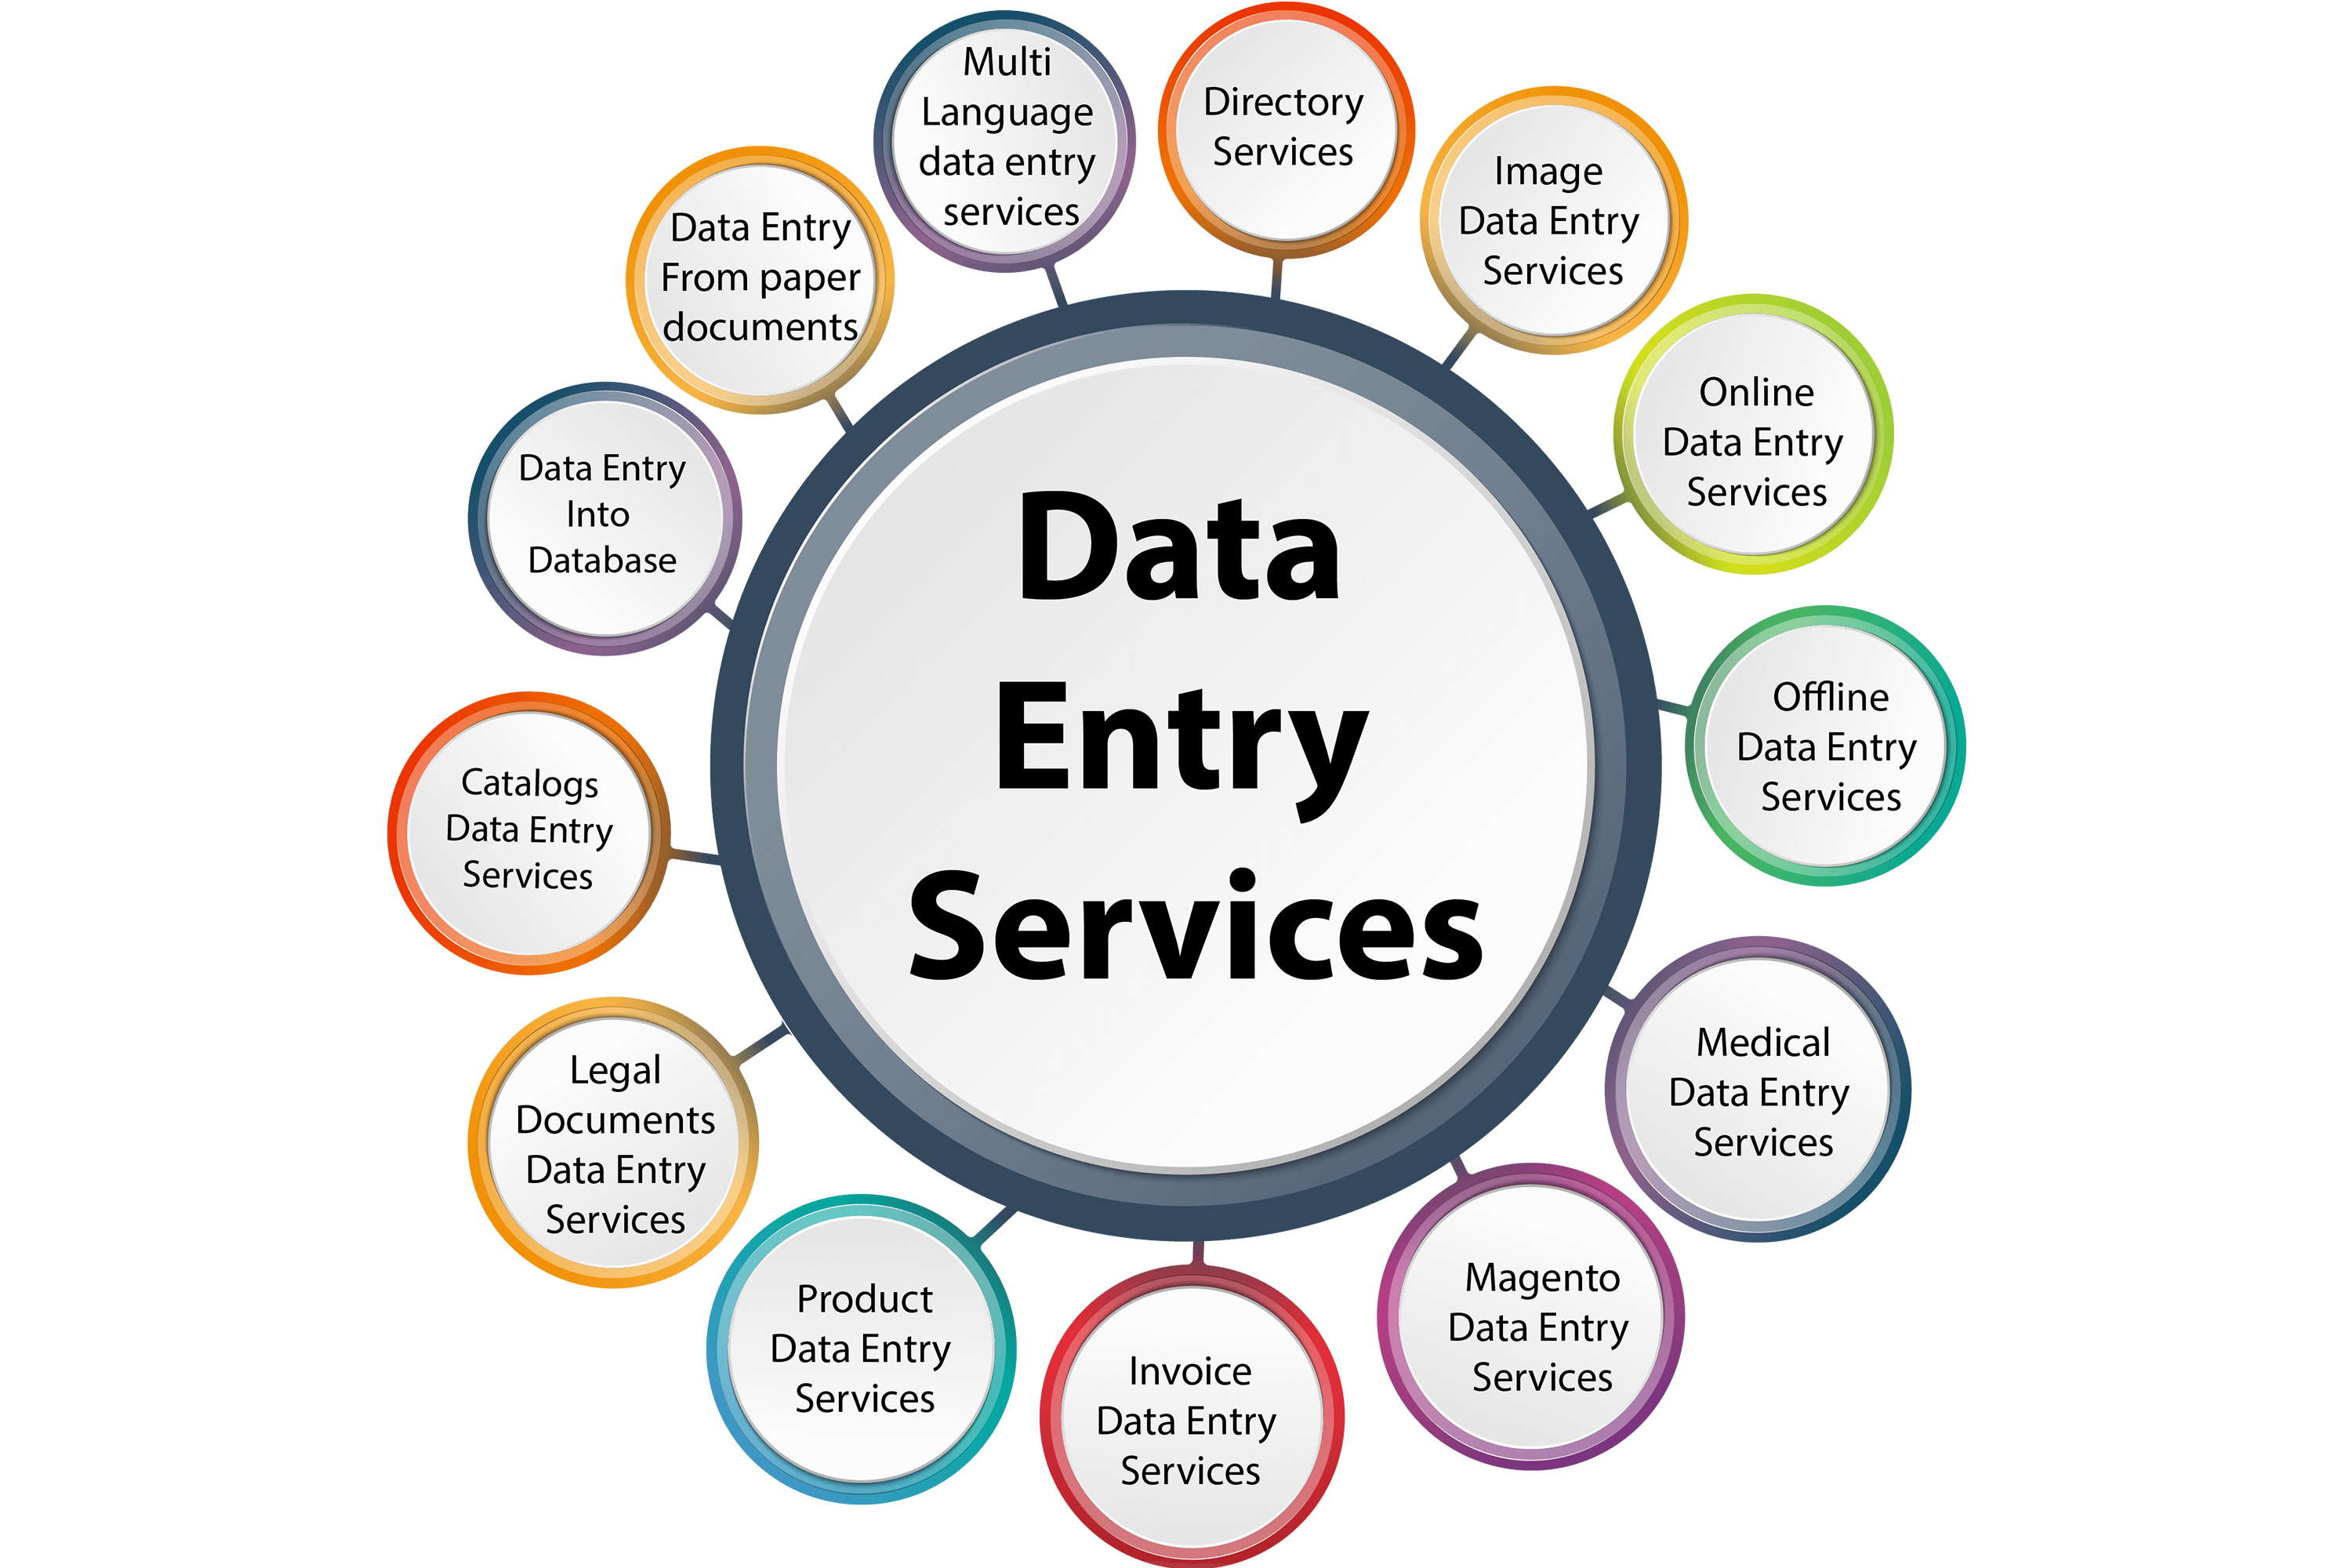 Multi
Language
data entry
services
Directory
Services
Image
Data Entry
Services
Online
Data Entry
Services
Offline
Data Entry
Services
Medical
Data Entry
Services
Magento
Data Entry
Services
Invoice
Data Entry
Services
Product
Data Entry
Services
Legal
Documents
Data Entry
Services
Catalogs
Data Entry
Services
Data Entry
Into
Database
Data Entry
From paper
documents
Data
Entry
Services